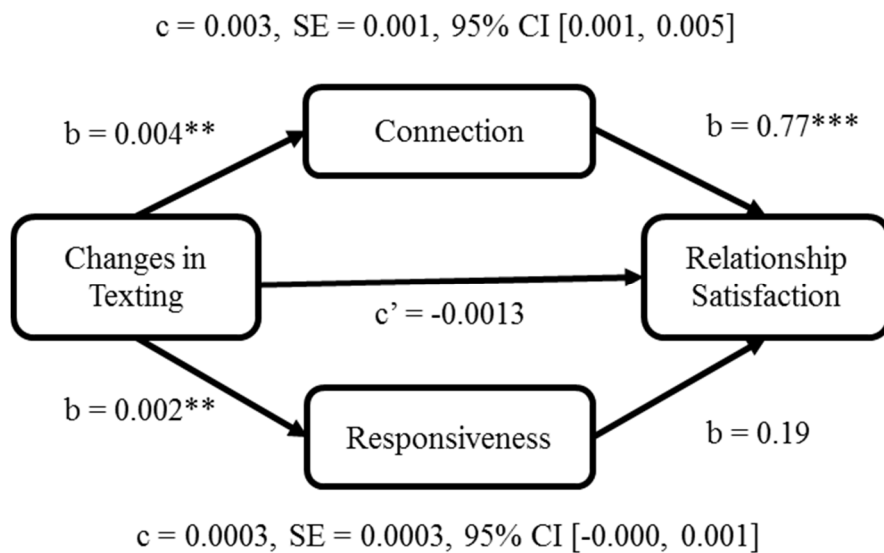 c = 0.003, SE = 0.001, 95% CI [0.001, 0.005]
b = 0.004**
Connection
b = 0.77***
Changes in
Texting
Relationship
Satisfaction
c’ = -0.0013
b = 0.002**
Responsiveness
b = 0.19
c = 0.0003, SE = 0.0003, 95% CI [-0.000, 0.001]